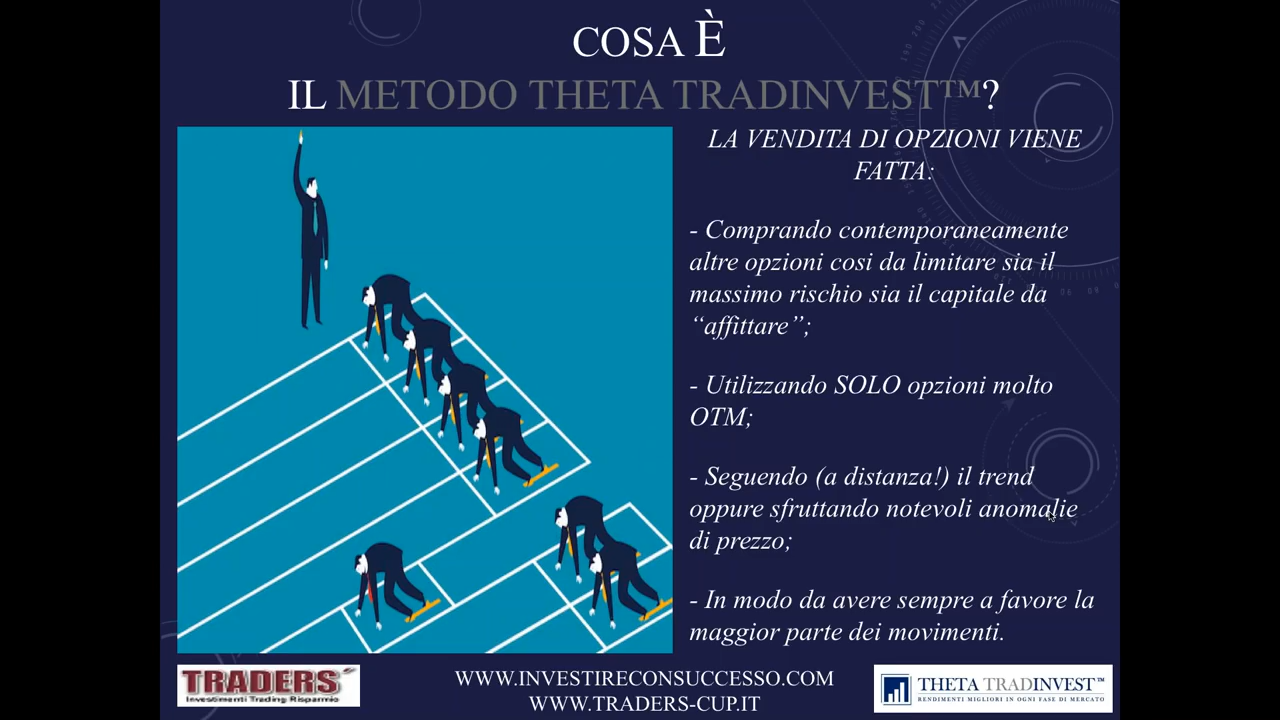 COSA È
IL METODO THETA TRADINVEST™?
LA VENDITA DI OPZIONI VIENE
FATTA:
- Comprando contemporaneamente
altre opzioni cosi da limitare sia il
massimo rischio sia il capitale da
“affittare”;
- Utilizzando SOLO opzioni molto
OTM;
- Seguendo (a distanza!) il trend
oppure sfruttando notevoli anomalie
di prezzo;
- In modo da avere sempre a favore la
maggior parte dei movimenti.
TRADERS´
Investimenti Trading Risparmio
WWW.INVESTIRECONSUCCESSO.COM
WWW.TRADERS-CUP.IT
THETA TRADINVEST™
RENDIMENTI MIGLIORI IN OGNI FASE DI MERCATO